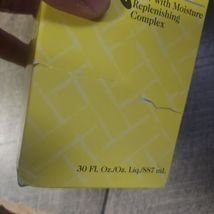 with Moisture
Replenishing
Complex
30 Fl. Oz./Oz. Liq./887 mL